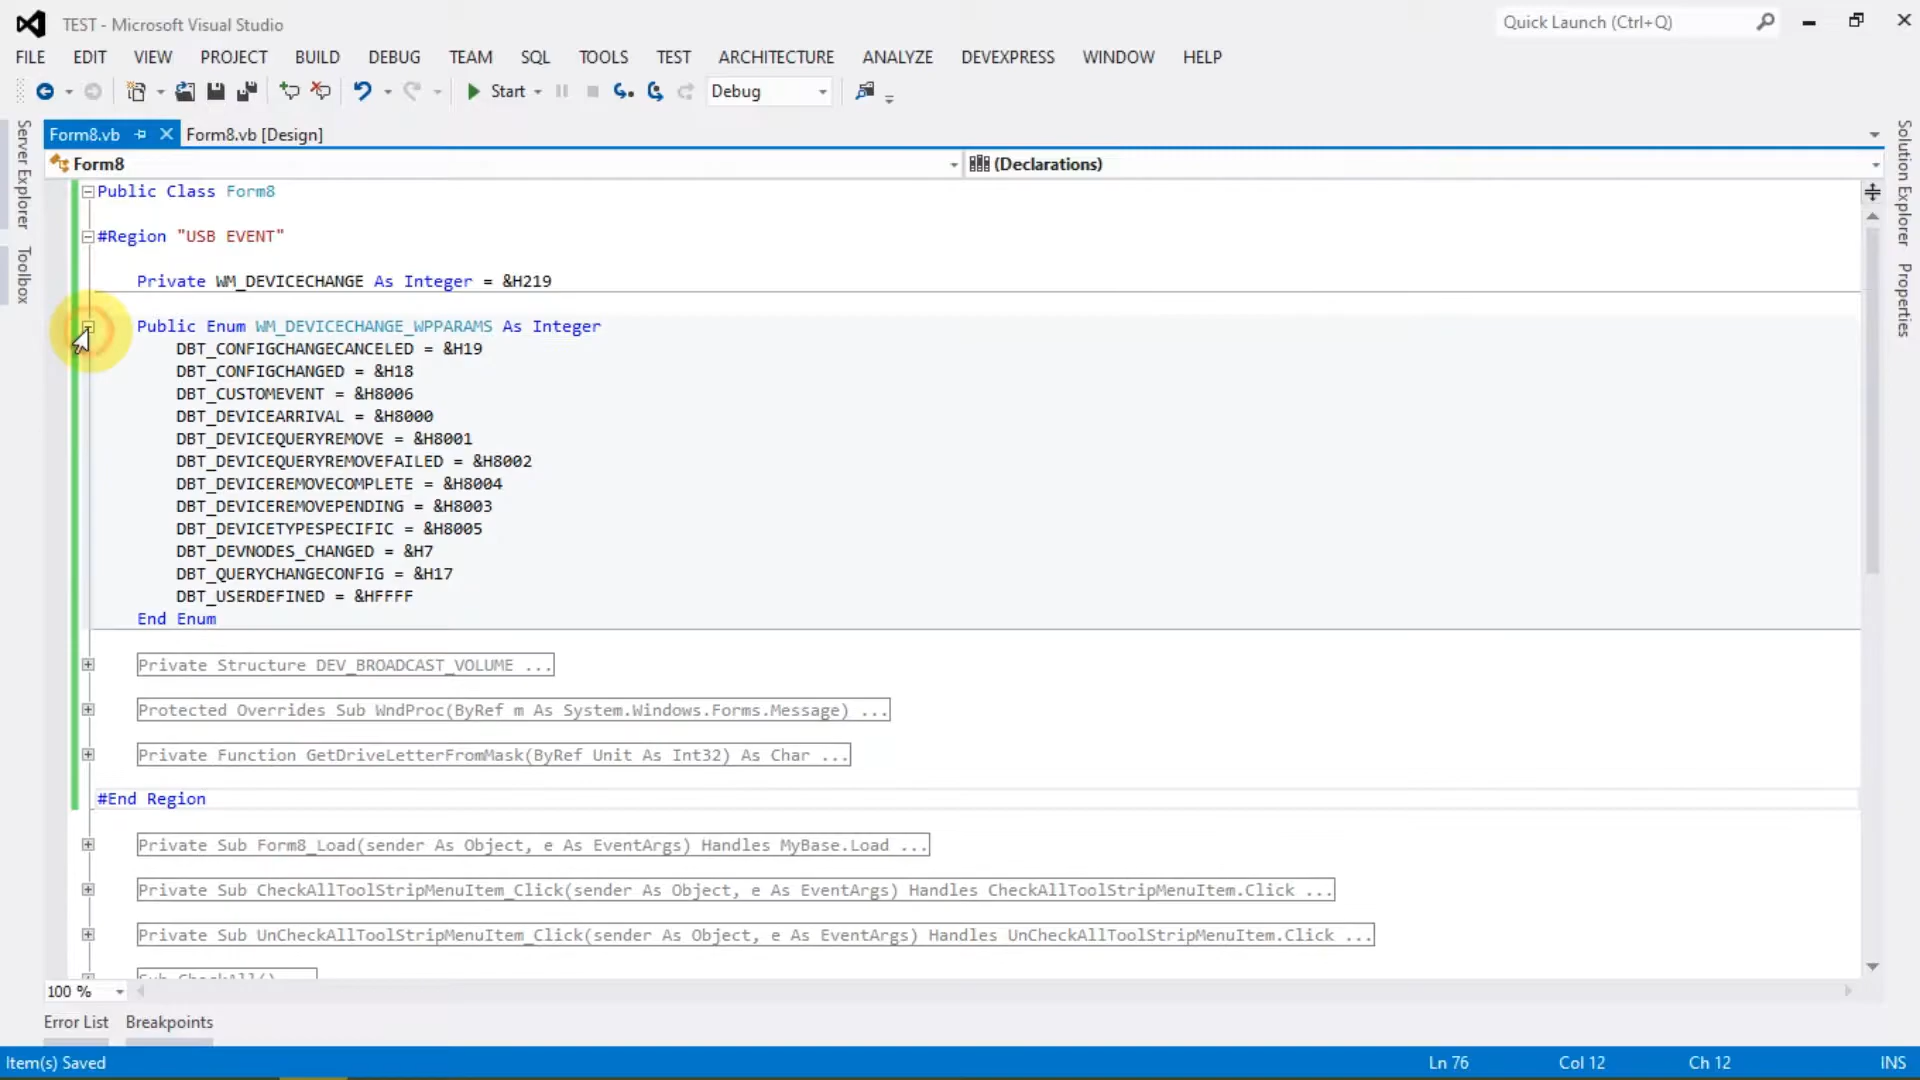 TEST - Microsoft Visual Studio
Quick Launch (Ctrl+Q)
FILE EDIT VIEW PROJECT BUILD DEBUG TEAM SQL TOOLS TEST ARCHITECTURE ANALYZE DEVEXPRESS WINDOW HELP
Start Debug
Server Explorer
Toolbox
Form8.vb Form8.vb [Design]
Form8 (Declarations)
Public Class Form8
#Region "USB EVENT"
Private WM_DEVICECHANGE As Integer = &H219
Public Enum WM_DEVICECHANGE_WPPARAMS As Integer
DBT_CONFIGCHANGECANCELED = &H19
DBT_CONFIGCHANGED = &H18
DBT_CUSTOMEVENT = &H8006
DBT_DEVICEARRIVAL = &H8000
DBT_DEVICEQUERYREMOVE = &H8001
DBT_DEVICEQUERYREMOVEFAILED = &H8002
DBT_DEVICEREMOVECOMPLETE = &H8004
DBT_DEVICEREMOVEPENDING = &H8003
DBT_DEVICETYPESPECIFIC = &H8005
DBT_DEVNODES_CHANGED = &H7
DBT_QUERYCHANGECONFIG = &H17
DBT_USERDEFINED = &HFFFF
End Enum
Private Structure DEV_BROADCAST_VOLUME ...
Protected Overrides Sub WndProc(ByRef m As System.Windows.Forms.Message) ...
Private Function GetDriveLetterFromMask(ByRef Unit As Int32) As Char ...
#End Region
Private Sub Form8_Load(sender As Object, e As EventArgs) Handles MyBase.Load ...
Private Sub CheckAllToolStripMenuItem_Click(sender As Object, e As EventArgs) Handles CheckAllToolStripMenuItem.Click ...
Private Sub UnCheckAllToolStripMenuItem_Click(sender As Object, e As EventArgs) Handles UnCheckAllToolStripMenuItem.Click ...
Sub CheckAll()
Solution Explorer
Properties
100 %
Error List Breakpoints
Item(s) Saved Ln 76 Col 12 Ch 12 INS